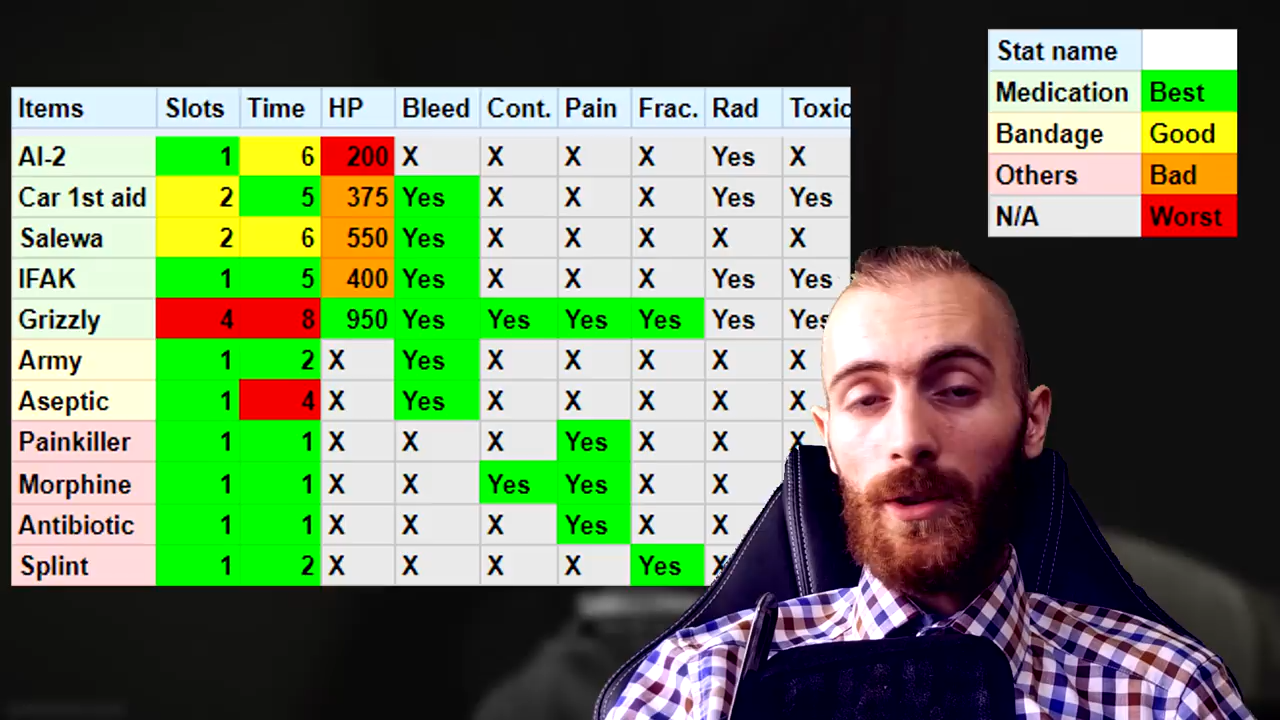 Stat name
Medication Best
Bandage Good
Others Bad
N/A Worst
Items Slots Time HP Bleed Cont. Pain Frac. Rad Toxic
AI-2 1 6 200 X X X X Yes X
Car 1st aid 2 5 375 Yes X X X Yes Yes
Salewa 2 6 550 Yes X X X X X
IFAK 1 5 400 Yes X X X Yes Yes
Grizzly 4 8 950 Yes Yes Yes Yes Yes Yes
Army 1 2 X Yes X X X X X
Aseptic 1 4 X Yes X X X X X
Painkiller 1 1 X X X Yes X X X
Morphine 1 1 X X Yes Yes X X
Antibiotic 1 1 X X X Yes X X
Splint 1 2 X X X X Yes X